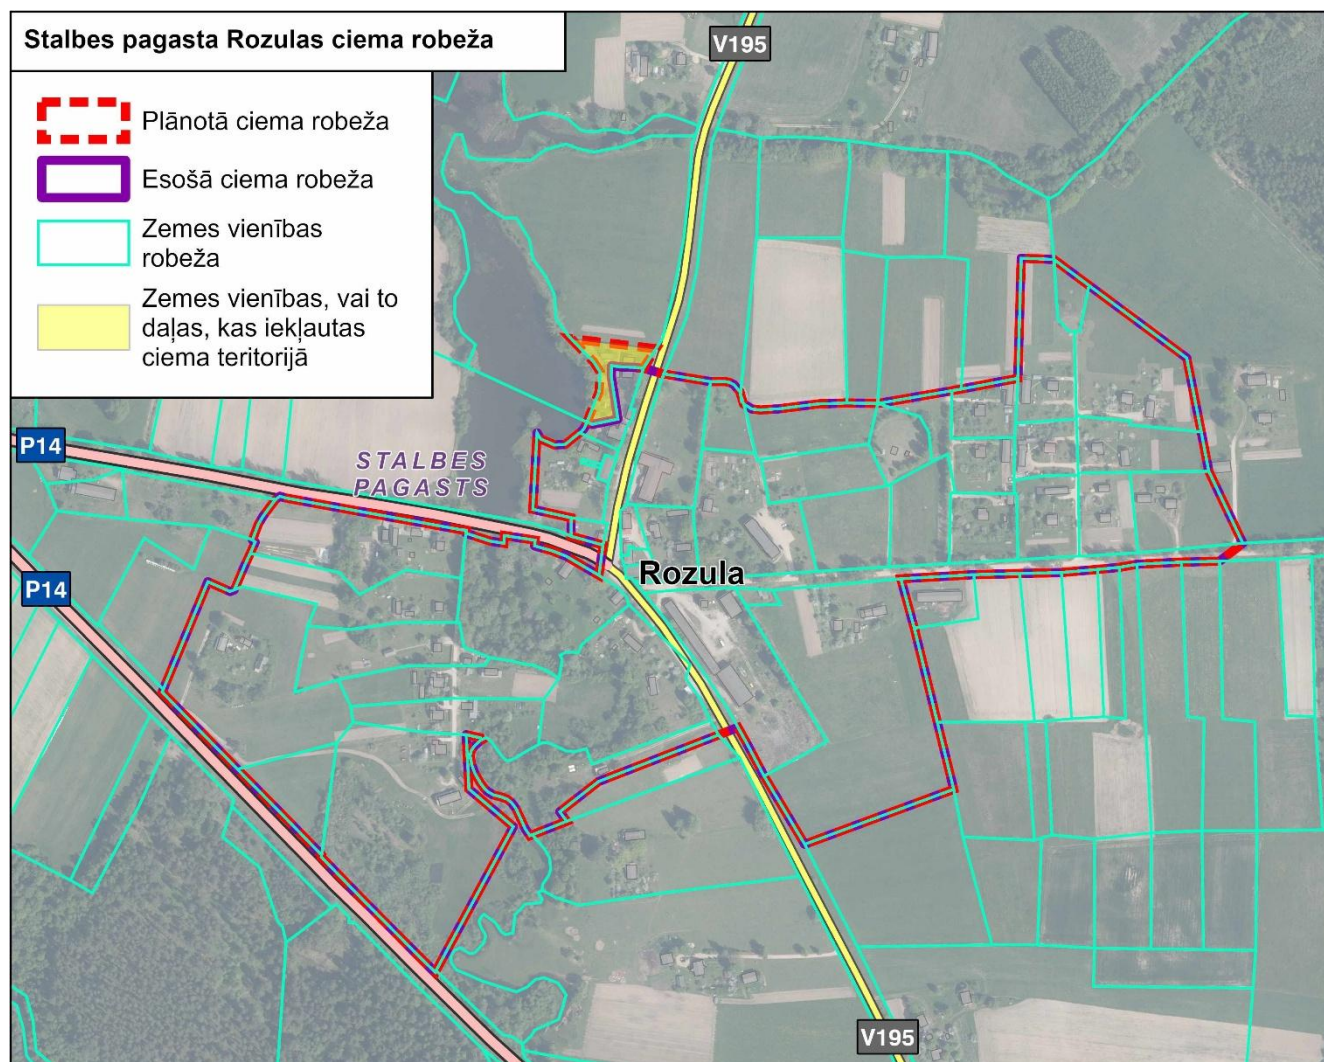 Stalbes pagasta Rozulas ciema robeža
Plānotā ciema robeža
Esošā ciema robeža
Zemes vienības
robeža
Zemes vienības, vai to
daļas, kas iekļautas
ciema teritorijā
V195
P14
STALBES
PAGASTS
Rozula
P14
V195